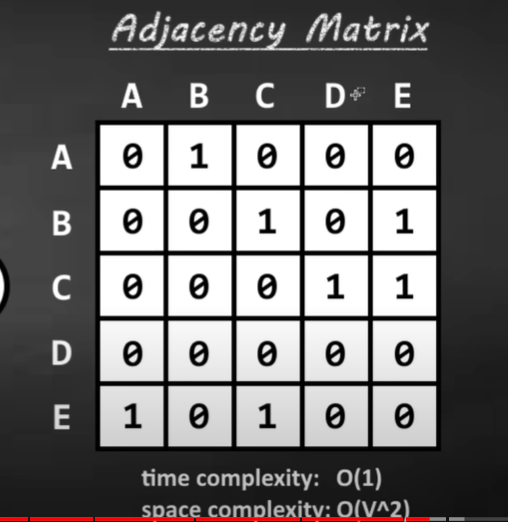 Adjacency Matrix
A B C D E
A 0 1 0 0 0
B 0 0 1 0 1
C 0 0 0 1 1
D 0 0 0 0 0
E 1 0 1 0 0
time complexity: O(1)
space complexity: O(V^2)